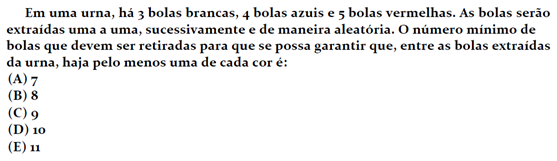 Em uma urna, há 3 bolas brancas, 4 bolas azuis e 5 bolas vermelhas. As bolas serão
extraídas uma a uma, sucessivamente e de maneira aleatória. O número mínimo de
bolas que devem ser retiradas para que se possa garantir que, entre as bolas extraídas
da urna, haja pelo menos uma de cada cor é:
(A) 7
(B) 8
(C) 9
(D) 10
(E) 11